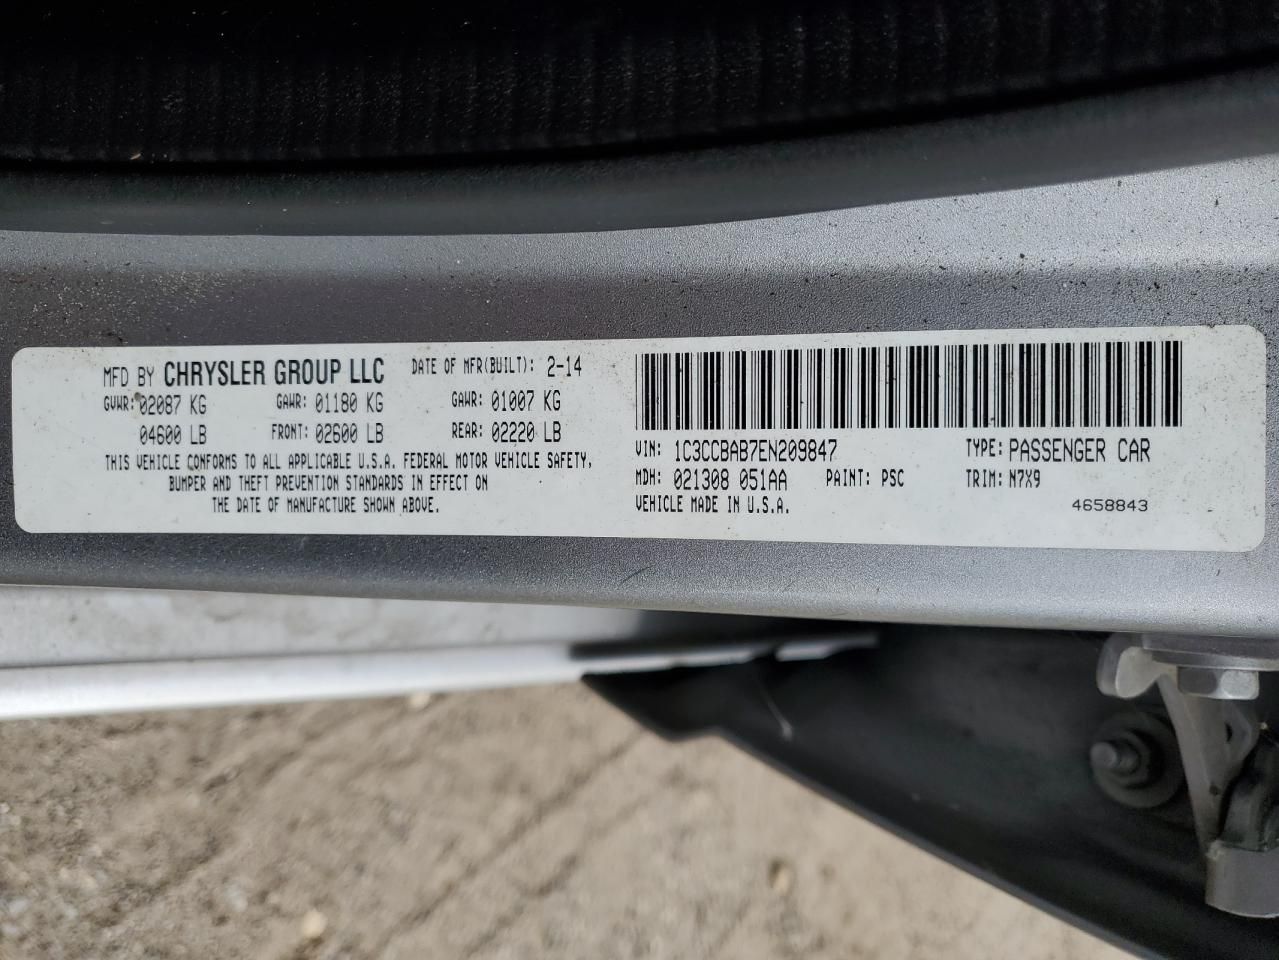 MFD BY CHRYSLER GROUP LLC DATE OF MFR(BUILT): 2-14
GVWR: 02087 KG GAWR: 01180 KG GAWR: 01007 KG
04600 LB FRONT: 02600 LB REAR: 02220 LB
THIS VEHICLE CONFORMS TO ALL APPLICABLE U.S.A. FEDERAL MOTOR VEHICLE SAFETY,
BUMPER AND THEFT PREVENTION STANDARDS IN EFFECT ON
THE DATE OF MANUFACTURE SHOWN ABOVE.
VIN: 1C3CCBAB7EN209847 TYPE: PASSENGER CAR
MDH: 021308 051AA PAINT: PSC TRIM: N7X9
VEHICLE MADE IN U.S.A. 4658843